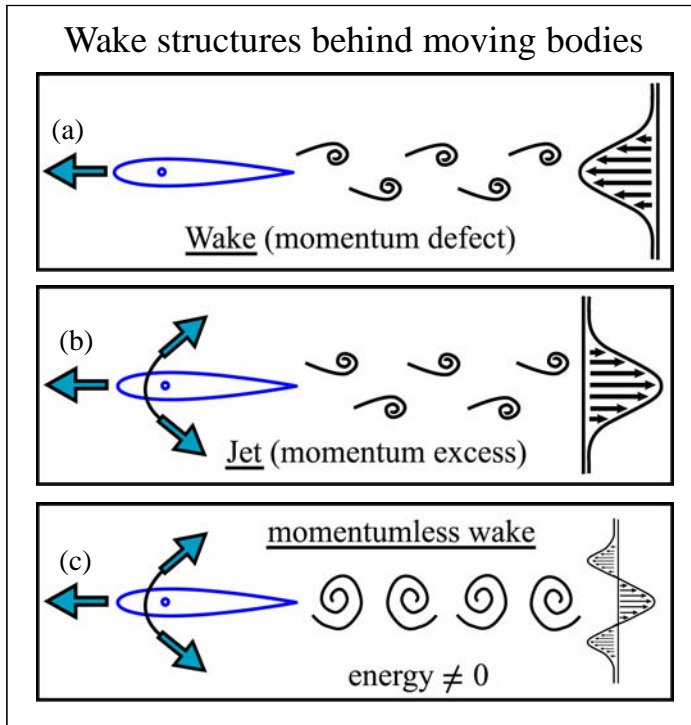 Wake structures behind moving bodies
(a)
Wake (momentum defect)
(b)
Jet (momentum excess)
(c)
momentumless wake
energy ≠ 0